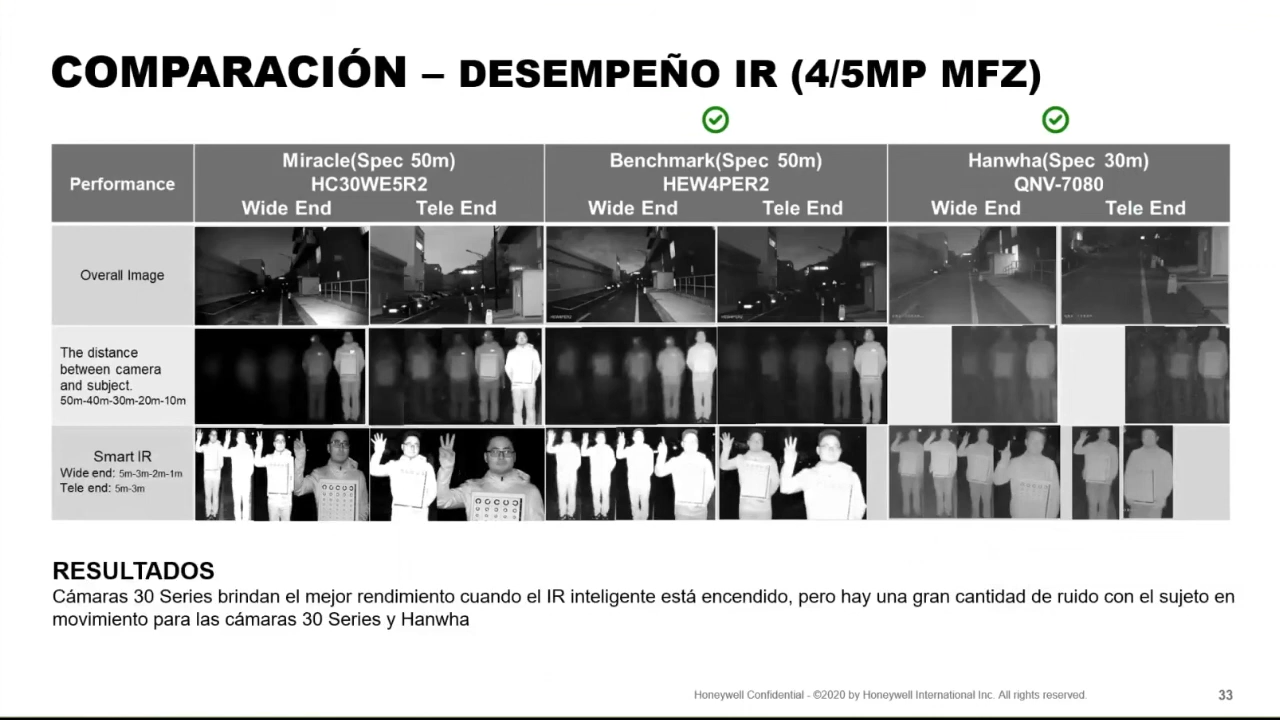 COMPARACIÓN – DESEMPEÑO IR (4/5MP MFZ)
Performance
Miracle(Spec 50m)
HC30WE5R2
Wide End Tele End
Benchmark(Spec 50m)
HEW4PER2
Wide End Tele End
Hanwha(Spec 30m)
QNV-7080
Wide End Tele End
Overall Image
The distance
between camera
and subject.
50m-40m-30m-20m-10m
Smart IR
Wide end: 5m-3m-2m-1m
Tele end: 5m-3m
RESULTADOS
Cámaras 30 Series brindan el mejor rendimiento cuando el IR inteligente está encendido, pero hay una gran cantidad de ruido con el sujeto en
movimiento para las cámaras 30 Series y Hanwha
Honeywell Confidential - ©2020 by Honeywell International Inc. All rights reserved.
33